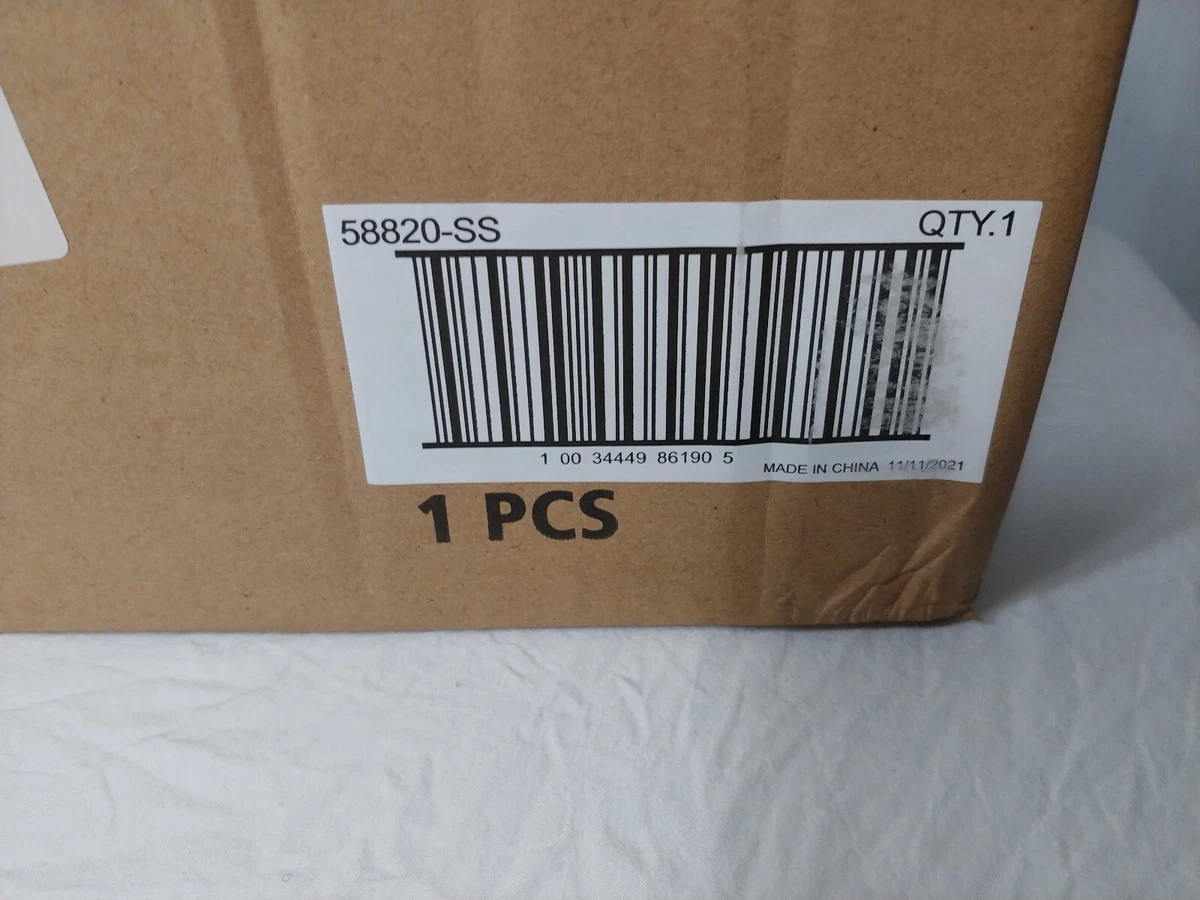 58820-SS QTY.1
1 00 34449 86190 5
MADE IN CHINA 11/11/2021
1 PCS